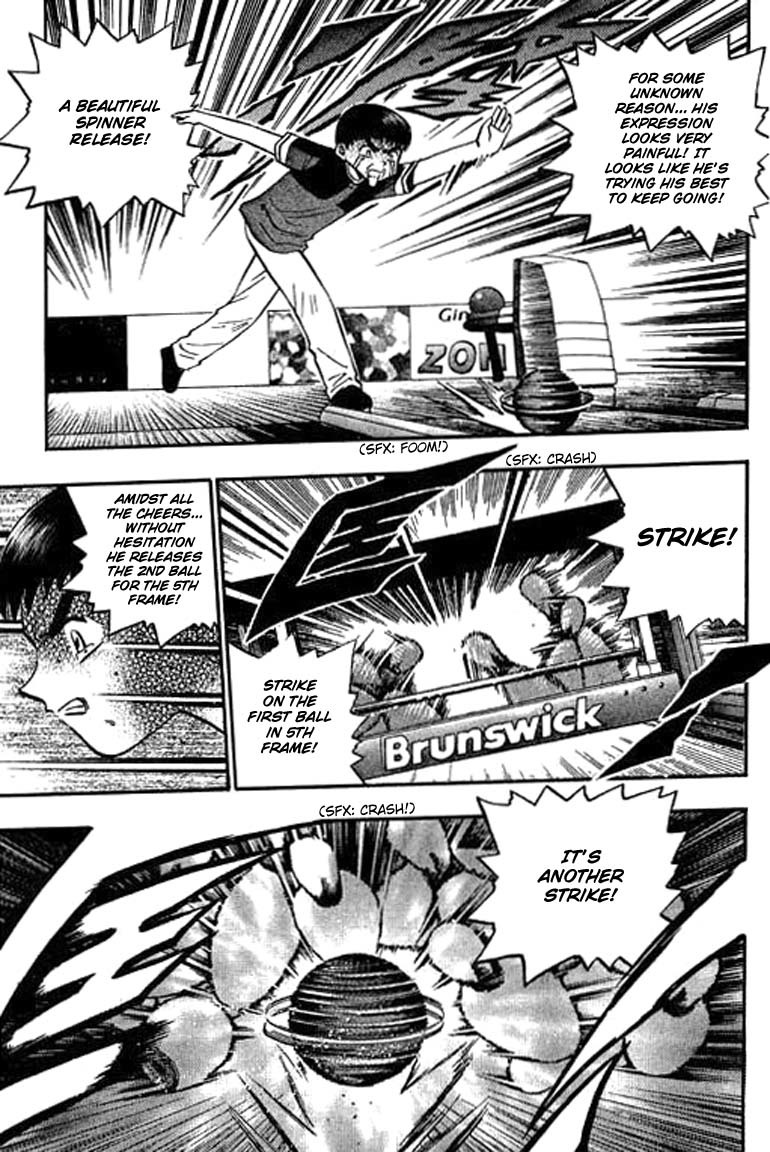 FOR SOME
UNKNOWN
REASON... HIS
EXPRESSION
LOOKS VERY
PAINFUL! IT
LOOKS LIKE HE'S
TRYING HIS BEST
TO KEEP GOING!
A BEAUTIFUL
SPINNER
RELEASE!
Gin
ZON
(SFX: FOOM!)
(SFX: CRASH)
STRIKE!
STRIKE
ON THE
FIRST BALL
IN 5TH
FRAME!
Brunswick
AMIDST ALL
THE CHEERS...
WITHOUT
HESITATION
HE RELEASES
THE 2ND BALL
FOR THE 5TH
FRAME!
(SFX: CRASH!)
IT'S
ANOTHER
STRIKE!